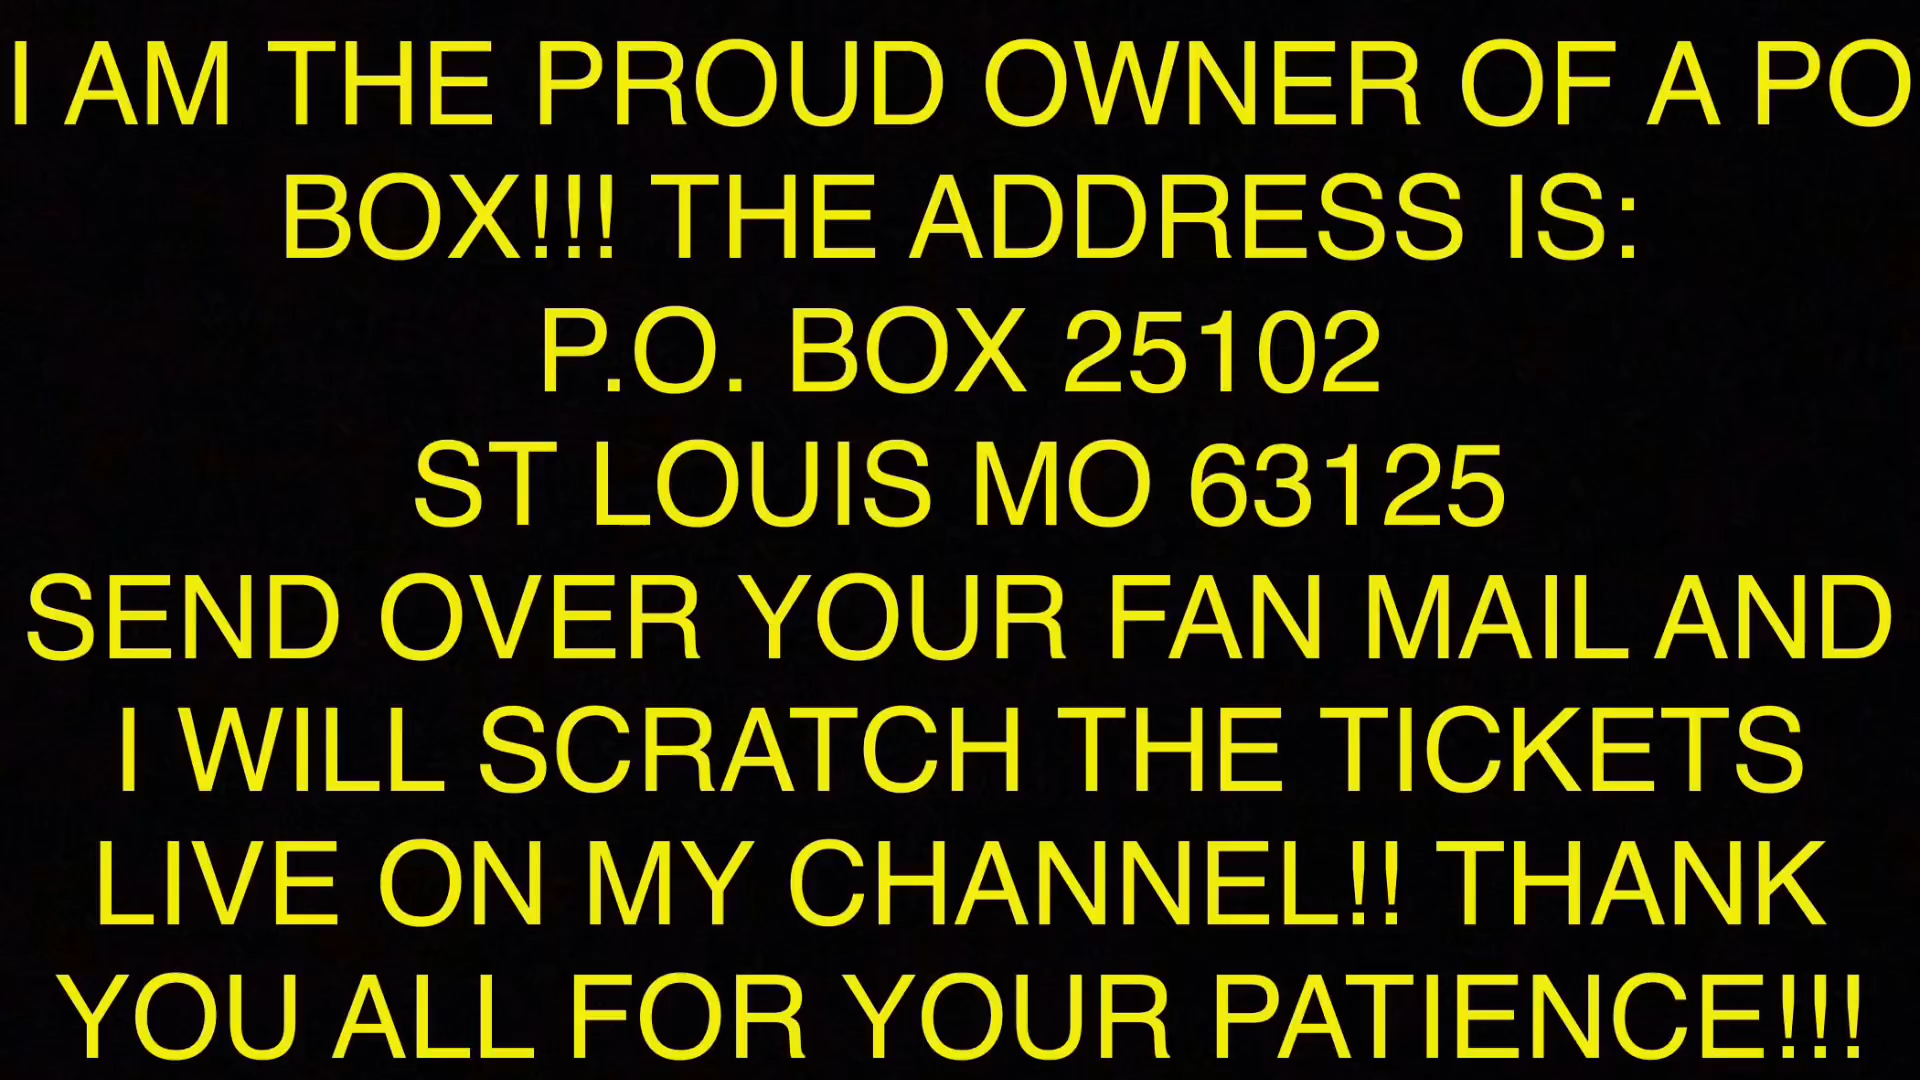 I AM THE PROUD OWNER OF A PO
BOX!!! THE ADDRESS IS:
P.O. BOX 25102
ST LOUIS MO 63125
SEND OVER YOUR FAN MAIL AND
I WILL SCRATCH THE TICKETS
LIVE ON MY CHANNEL!! THANK
YOU ALL FOR YOUR PATIENCE!!!